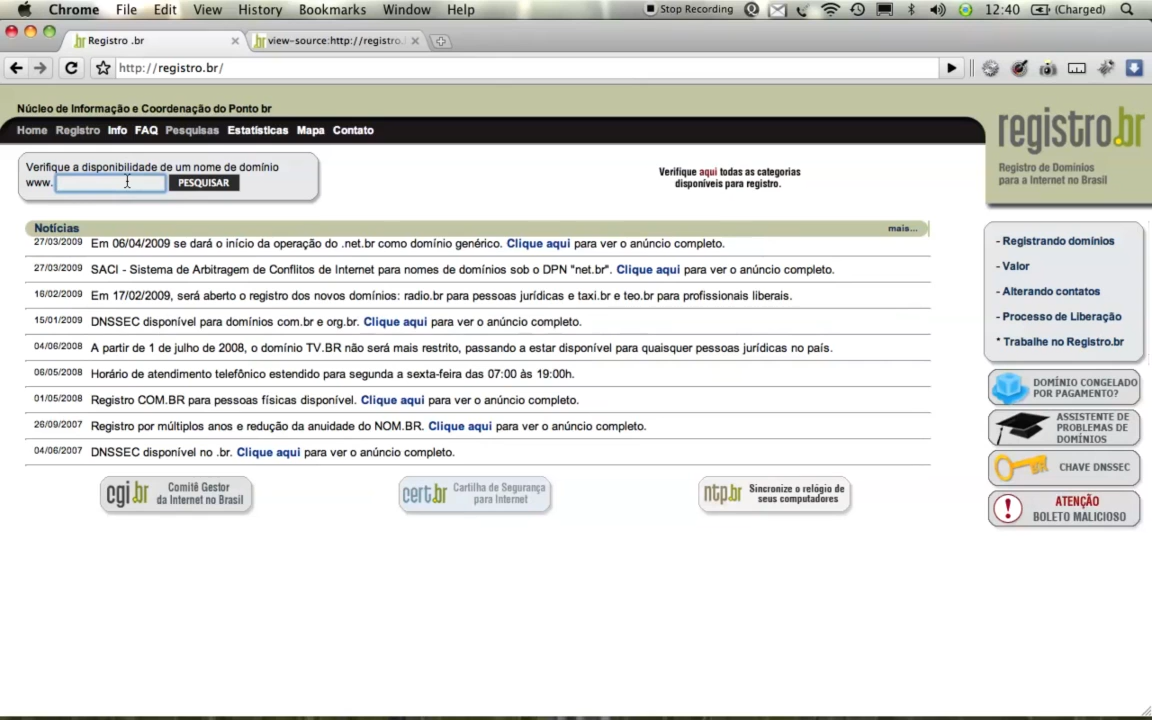 Chrome File Edit View History Bookmarks Window Help Stop Recording 12:40 (Charged)
Registro .br
view-source:http://registro.
http://registro.br/
Núcleo de Informação e Coordenação do Ponto br
Home Registro Info FAQ Pesquisas Estatísticas Mapa Contato
registro.br
Registro de Domínios
para a Internet no Brasil
Verifique a disponibilidade de um nome de domínio
www. PESQUISAR
Verifique aqui todas as categorias
disponíveis para registro.
Notícias mais...
27/03/2009 Em 06/04/2009 se dará o início da operação do .net.br como domínio genérico. Clique aqui para ver o anúncio completo.
27/03/2009 SACI - Sistema de Arbitragem de Conflitos de Internet para nomes de domínios sob o DPN "net.br". Clique aqui para ver o anúncio completo.
16/02/2009 Em 17/02/2009, será aberto o registro dos novos domínios: radio.br para pessoas jurídicas e taxi.br e teo.br para profissionais liberais.
15/01/2009 DNSSEC disponível para domínios com.br e org.br. Clique aqui para ver o anúncio completo.
04/06/2008 A partir de 1 de julho de 2008, o domínio TV.BR não será mais restrito, passando a estar disponível para quaisquer pessoas jurídicas no país.
06/05/2008 Horário de atendimento telefônico estendido para segunda a sexta-feira das 07:00 às 19:00h.
01/05/2008 Registro COM.BR para pessoas físicas disponível. Clique aqui para ver o anúncio completo.
26/09/2007 Registro por múltiplos anos e redução da anuidade do NOM.BR. Clique aqui para ver o anúncio completo.
04/06/2007 DNSSEC disponível no .br. Clique aqui para ver o anúncio completo.
cgi.br Comitê Gestor
da Internet no Brasil
cert.br Cartilha de Segurança
para Internet
ntp.br Sincronize o relógio de
seus computadores
- Registrando domínios
- Valor
- Alterando contatos
- Processo de Liberação
* Trabalhe no Registro.br
DOMÍNIO CONGELADO
POR PAGAMENTO?
ASSISTENTE DE
PROBLEMAS DE
DOMÍNIOS
CHAVE DNSSEC
ATENÇÃO
BOLETO MALICIOSO